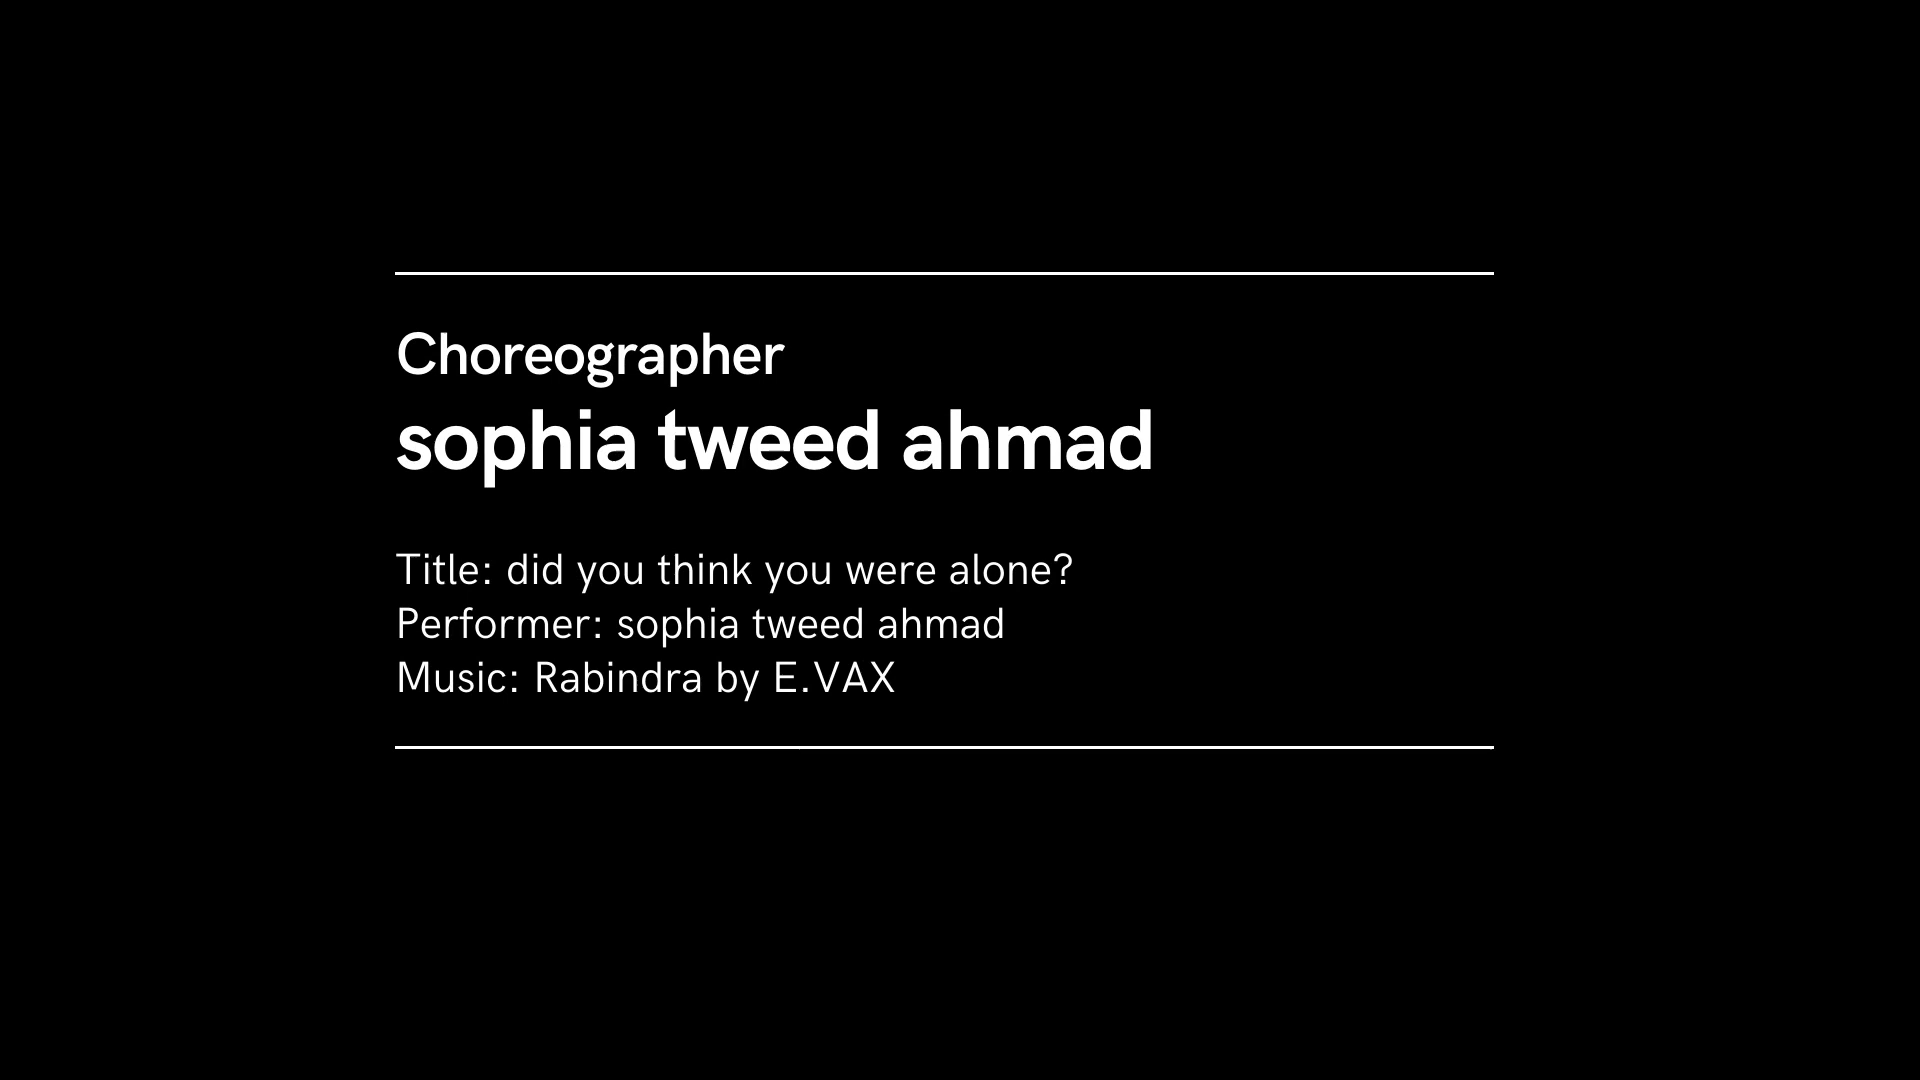 Choreographer
sophia tweed ahmad
Title: did you think you were alone?
Performer: sophia tweed ahmad
Music: Rabindra by E.VAX